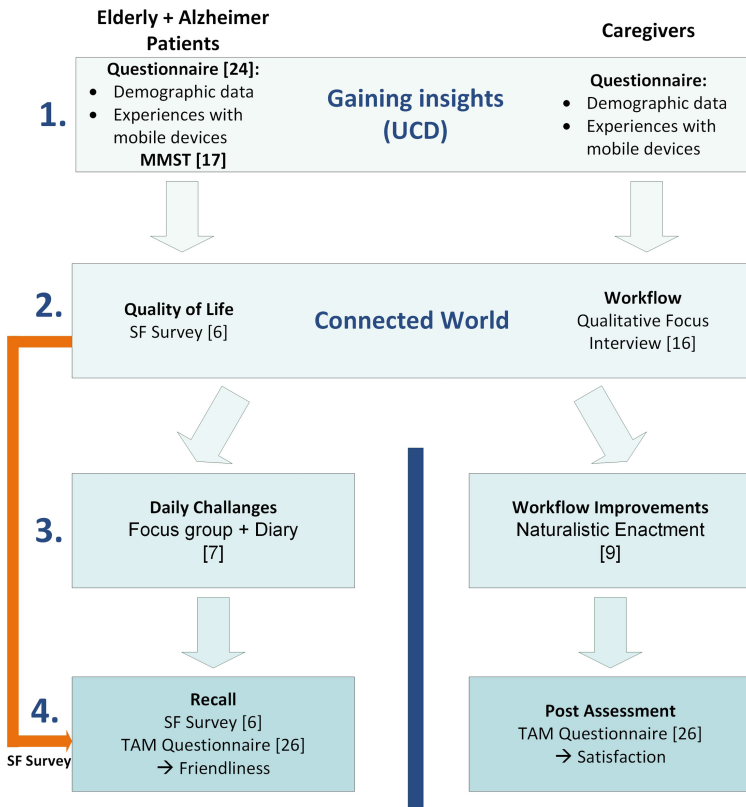 Elderly + Alzheimer
Patients
Caregivers
1.
Questionnaire [24]:
• Demographic data
• Experiences with
mobile devices
MMST [17]
Gaining insights
(UCD)
Questionnaire:
• Demographic data
• Experiences with
mobile devices
2.
Quality of Life
SF Survey [6]
Connected World
Workflow
Qualitative Focus
Interview [16]
3.
Daily Challanges
Focus group + Diary
[7]
Workflow Improvements
Naturalistic Enactment
[9]
4.
Recall
SF Survey [6]
TAM Questionnaire [26]
→ Friendliness
Post Assessment
TAM Questionnaire [26]
→ Satisfaction
SF Survey